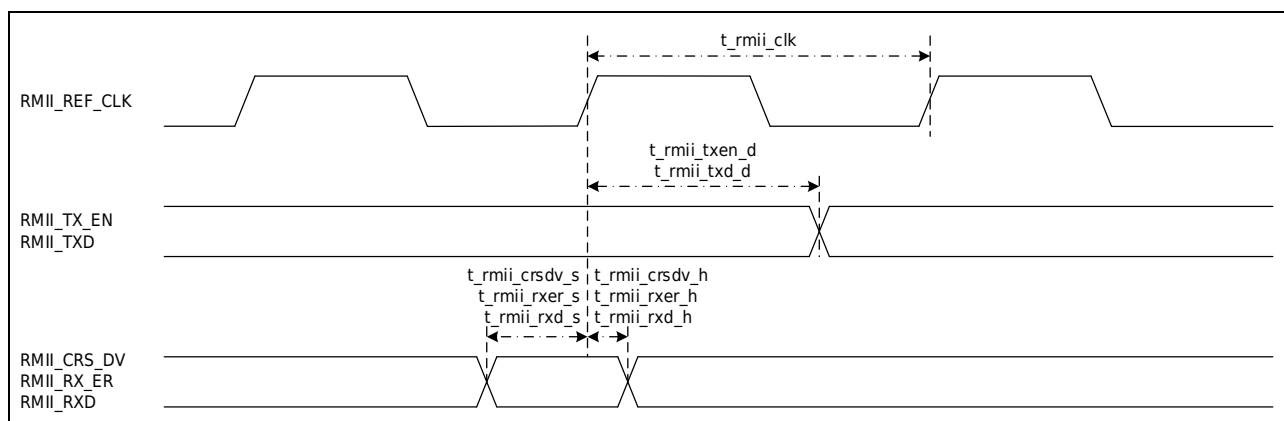 t_rmii_clk
RMII_REF_CLK
t_rmii_txen_d
t_rmii_txd_d
RMII_TX_EN
RMII_TXD
t_rmii_crsdv_s t_rmii_crsdv_h
t_rmii_rxer_s t_rmii_rxer_h
t_rmii_rxd_s t_rmii_rxd_h
RMII_CRS_DV
RMII_RX_ER
RMII_RXD